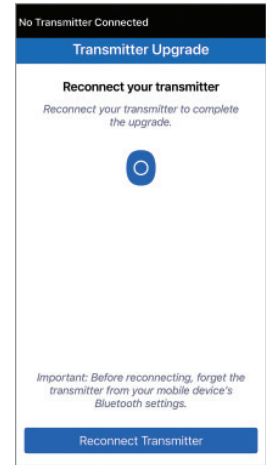 No Transmitter Connected
Transmitter Upgrade
Reconnect your transmitter
Reconnect your transmitter to complete
the upgrade.
Important: Before reconnecting, forget the
transmitter from your mobile device's
Bluetooth settings.
Reconnect Transmitter